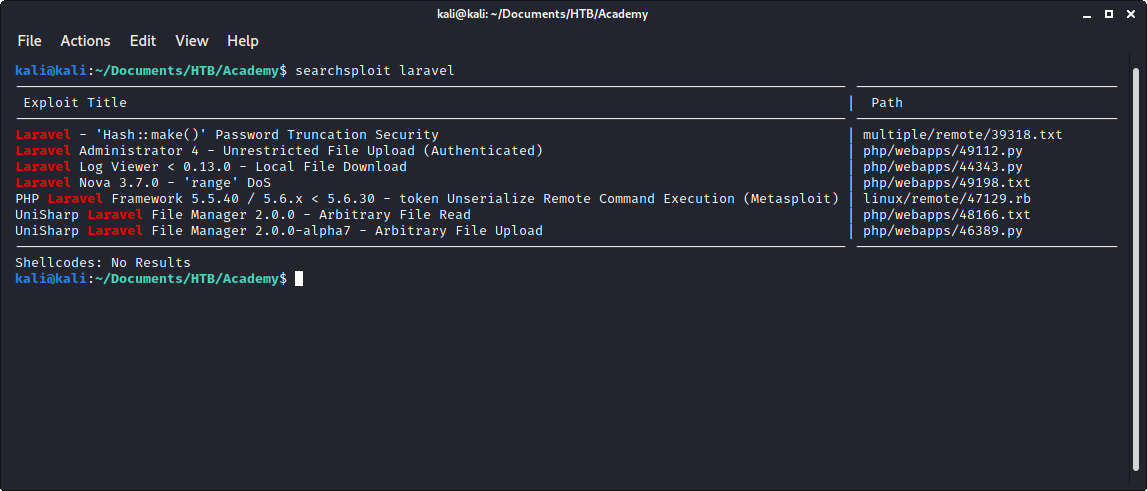 kali@kali: ~/Documents/HTB/Academy
File Actions Edit View Help
kali@kali:~/Documents/HTB/Academy$ searchsploit laravel
Exploit Title | Path
Laravel - 'Hash::make()' Password Truncation Security | multiple/remote/39318.txt
Laravel Administrator 4 - Unrestricted File Upload (Authenticated) | php/webapps/49112.py
Laravel Log Viewer < 0.13.0 - Local File Download | php/webapps/44343.py
Laravel Nova 3.7.0 - 'range' DoS | php/webapps/49198.txt
PHP Laravel Framework 5.5.40 / 5.6.x < 5.6.30 - token Unserialize Remote Command Execution (Metasploit) | linux/remote/47129.rb
UniSharp Laravel File Manager 2.0.0 - Arbitrary File Read | php/webapps/48166.txt
UniSharp Laravel File Manager 2.0.0-alpha7 - Arbitrary File Upload | php/webapps/46389.py
Shellcodes: No Results
kali@kali:~/Documents/HTB/Academy$